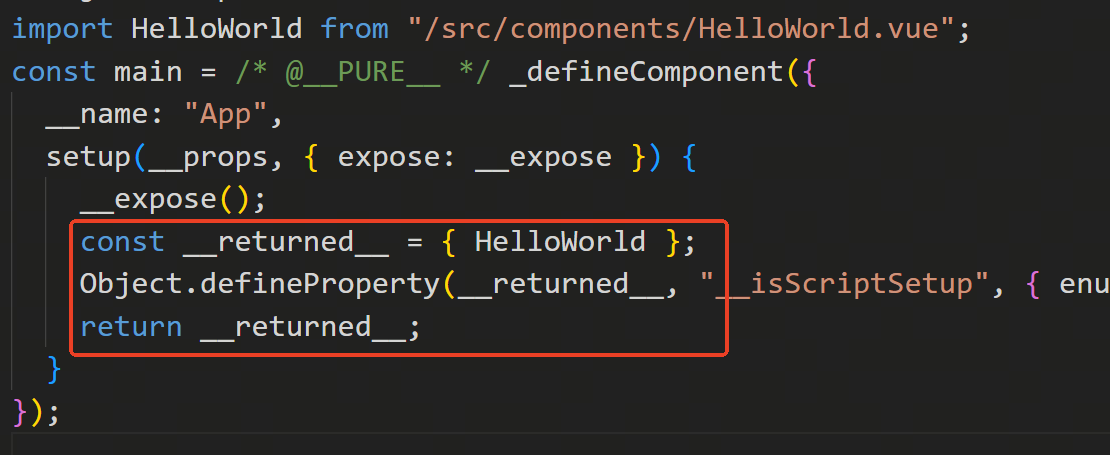 import HelloWorld from "/src/components/HelloWorld.vue";
const main = /* @__PURE__ */ _defineComponent({
  __name: "App",
  setup(__props, { expose: __expose }) {
    __expose();
    const __returned__ = { HelloWorld };
    Object.defineProperty(__returned__, "__isScriptSetup", { enu
    return __returned__;
  }
});